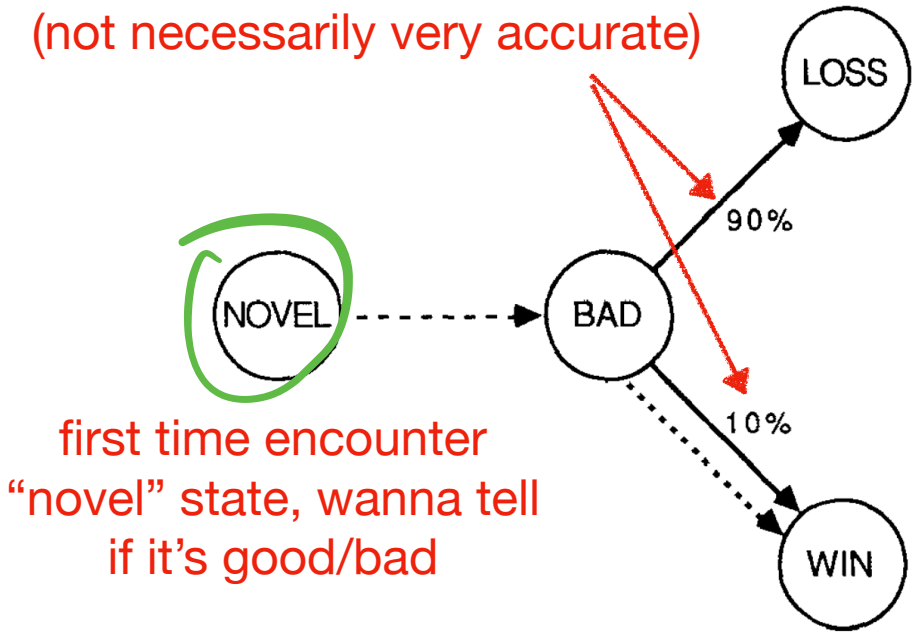 (not necessarily very accurate)
LOSS
90%
NOVEL
BAD
10%
first time encounter
“novel” state, wanna tell
if it’s good/bad
WIN